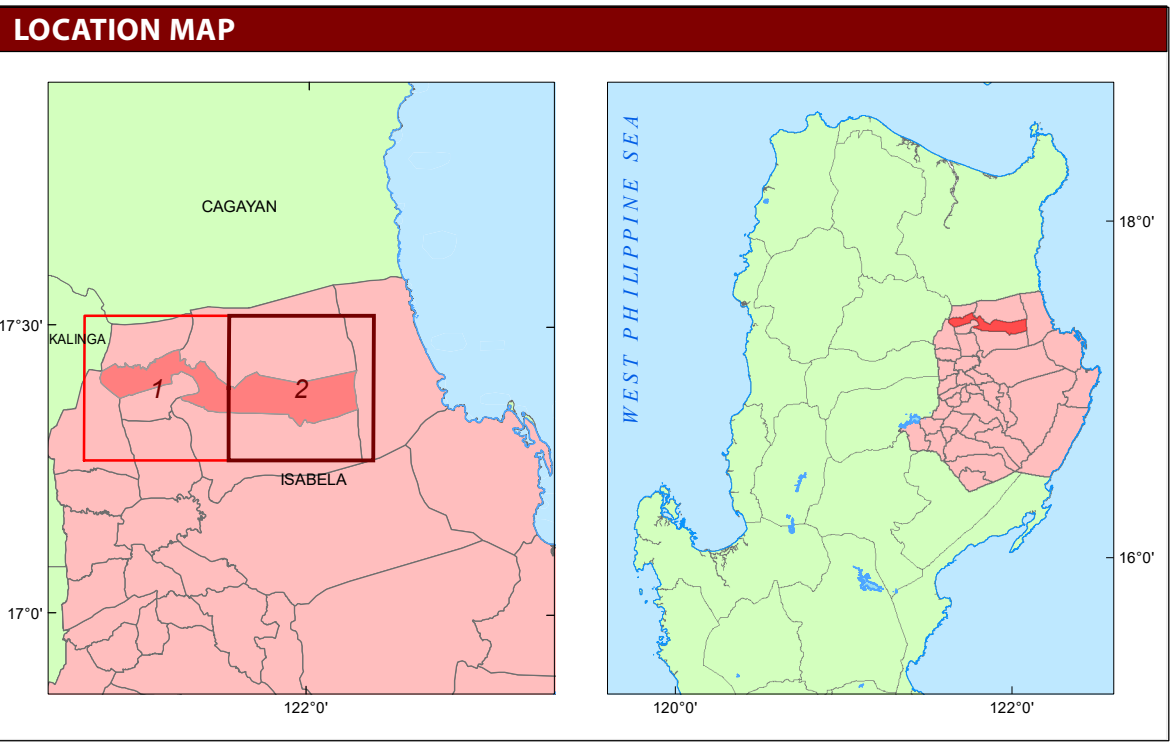 LOCATION MAP
CAGAYAN
17°30'
KALINGA
1
2
ISABELA
17°0'
122°0'
WEST PHILIPPINE SEA
18°0'
16°0'
120°0'
122°0'